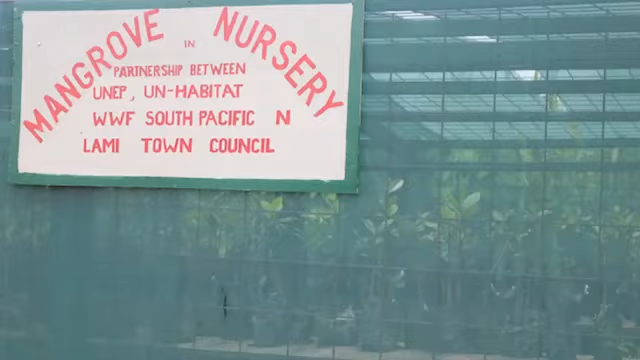 MANGROVE NURSERY
IN
PARTNERSHIP BETWEEN
UNEP, UN-HABITAT
WWF SOUTH PACIFIC N
LAMI TOWN COUNCIL